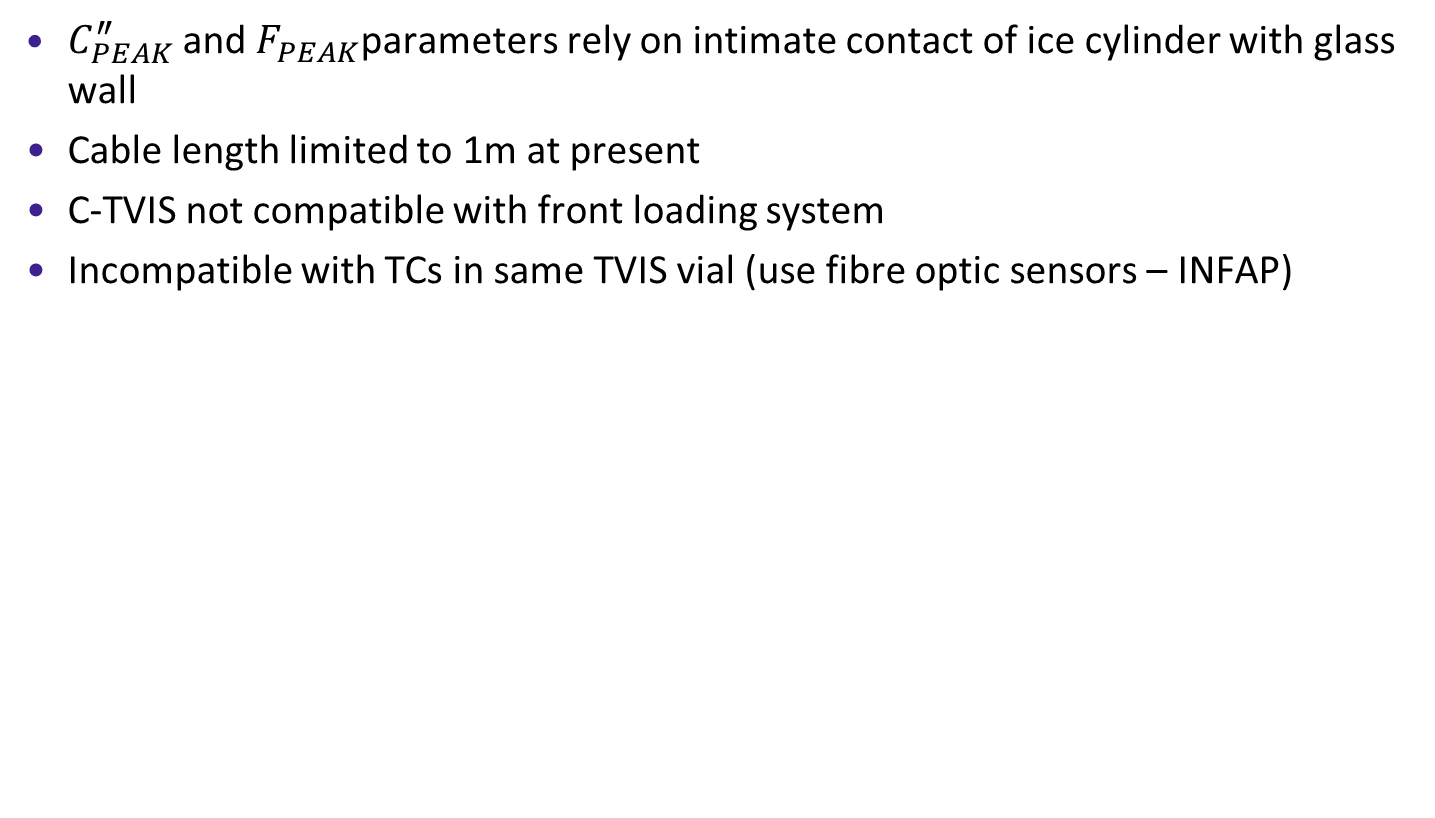 • C″PEAK and FPEAK parameters rely on intimate contact of ice cylinder with glass
wall
• Cable length limited to 1m at present
• C-TVIS not compatible with front loading system
• Incompatible with TCs in same TVIS vial (use fibre optic sensors – INFAP)